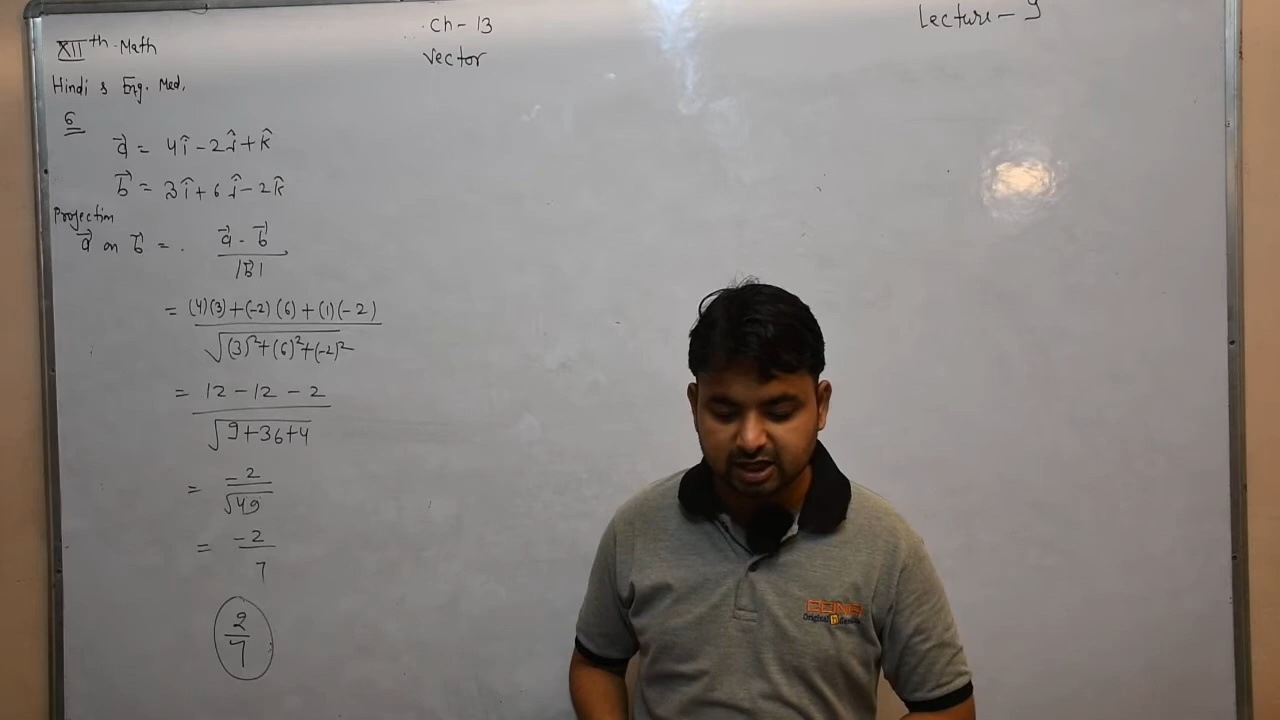 XIIth Math
Ch - 13
Lecture - 9
Vector
Hindi & Eng. Med.
6
a⃗ = 4î - 2ĵ + k̂
b⃗ = 3î + 6ĵ - 2k̂
Projection
a⃗ on b⃗ = . a⃗ . b⃗
|b⃗|
= (4)(3) + (-2)(6) + (1)(-2)
√(3)² + (6)² + (-2)²
= 12 - 12 - 2
√9 + 36 + 4
= -2
√49
= -2
7
2
7
Original